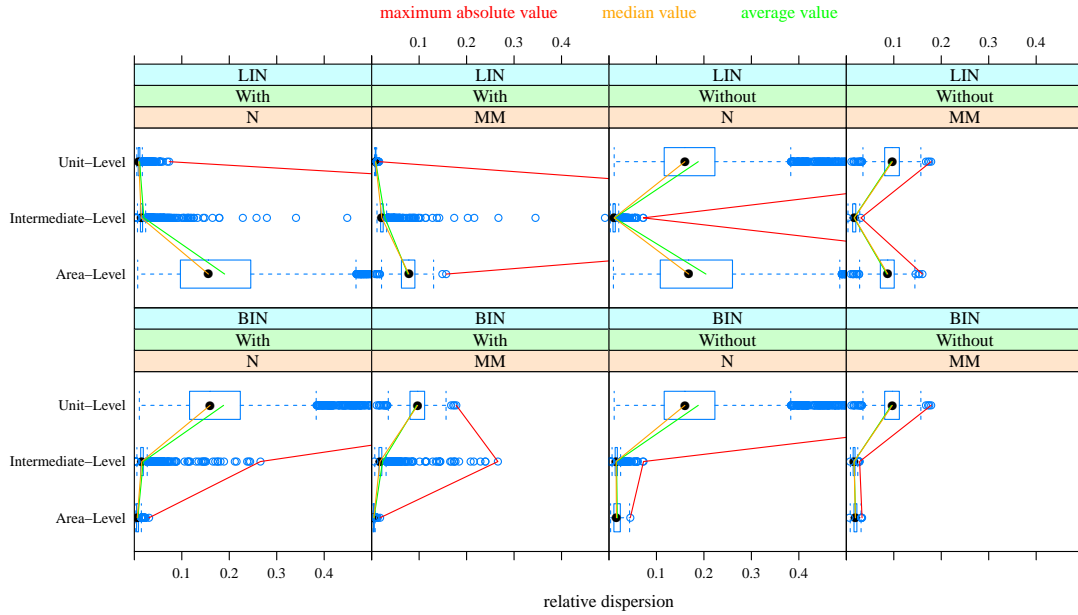 maximum absolute value median value average value
0.1 0.2 0.3 0.4 0.1 0.2 0.3 0.4
LIN LIN LIN LIN
With With Without Without
N MM N MM
Unit–Level
Intermediate–Level
Area–Level
BIN BIN BIN BIN
With With Without Without
N MM N MM
Unit–Level
Intermediate–Level
Area–Level
0.1 0.2 0.3 0.4 0.1 0.2 0.3 0.4
relative dispersion